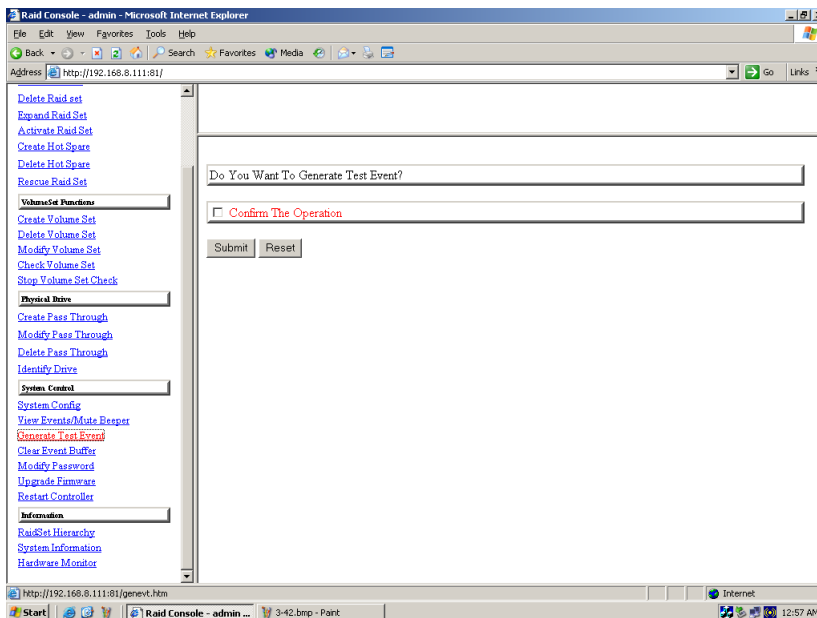 Raid Console - admin - Microsoft Internet Explorer
File Edit View Favorites Tools Help
Back Search Favorites Media
Address http://192.168.8.111:81/ Go Links
Delete Raid set
Expand Raid Set
Activate Raid Set
Create Hot Spare
Delete Hot Spare
Rescue Raid Set
VolumeSet Functions
Create Volume Set
Delete Volume Set
Modify Volume Set
Check Volume Set
Stop Volume Set Check
Physical Drive
Create Pass Through
Modify Pass Through
Delete Pass Through
Identify Drive
System Control
System Config
View Events/Mute Beeper
Generate Test Event
Clear Event Buffer
Modify Password
Upgrade Firmware
Restart Controller
Information
RaidSet Hierarchy
System Information
Hardware Monitor
Do You Want To Generate Test Event?
Confirm The Operation
Submit Reset
http://192.168.8.111:81/genevt.htm Internet
Start Raid Console - admin ... 3-42.bmp - Paint 12:57 AM